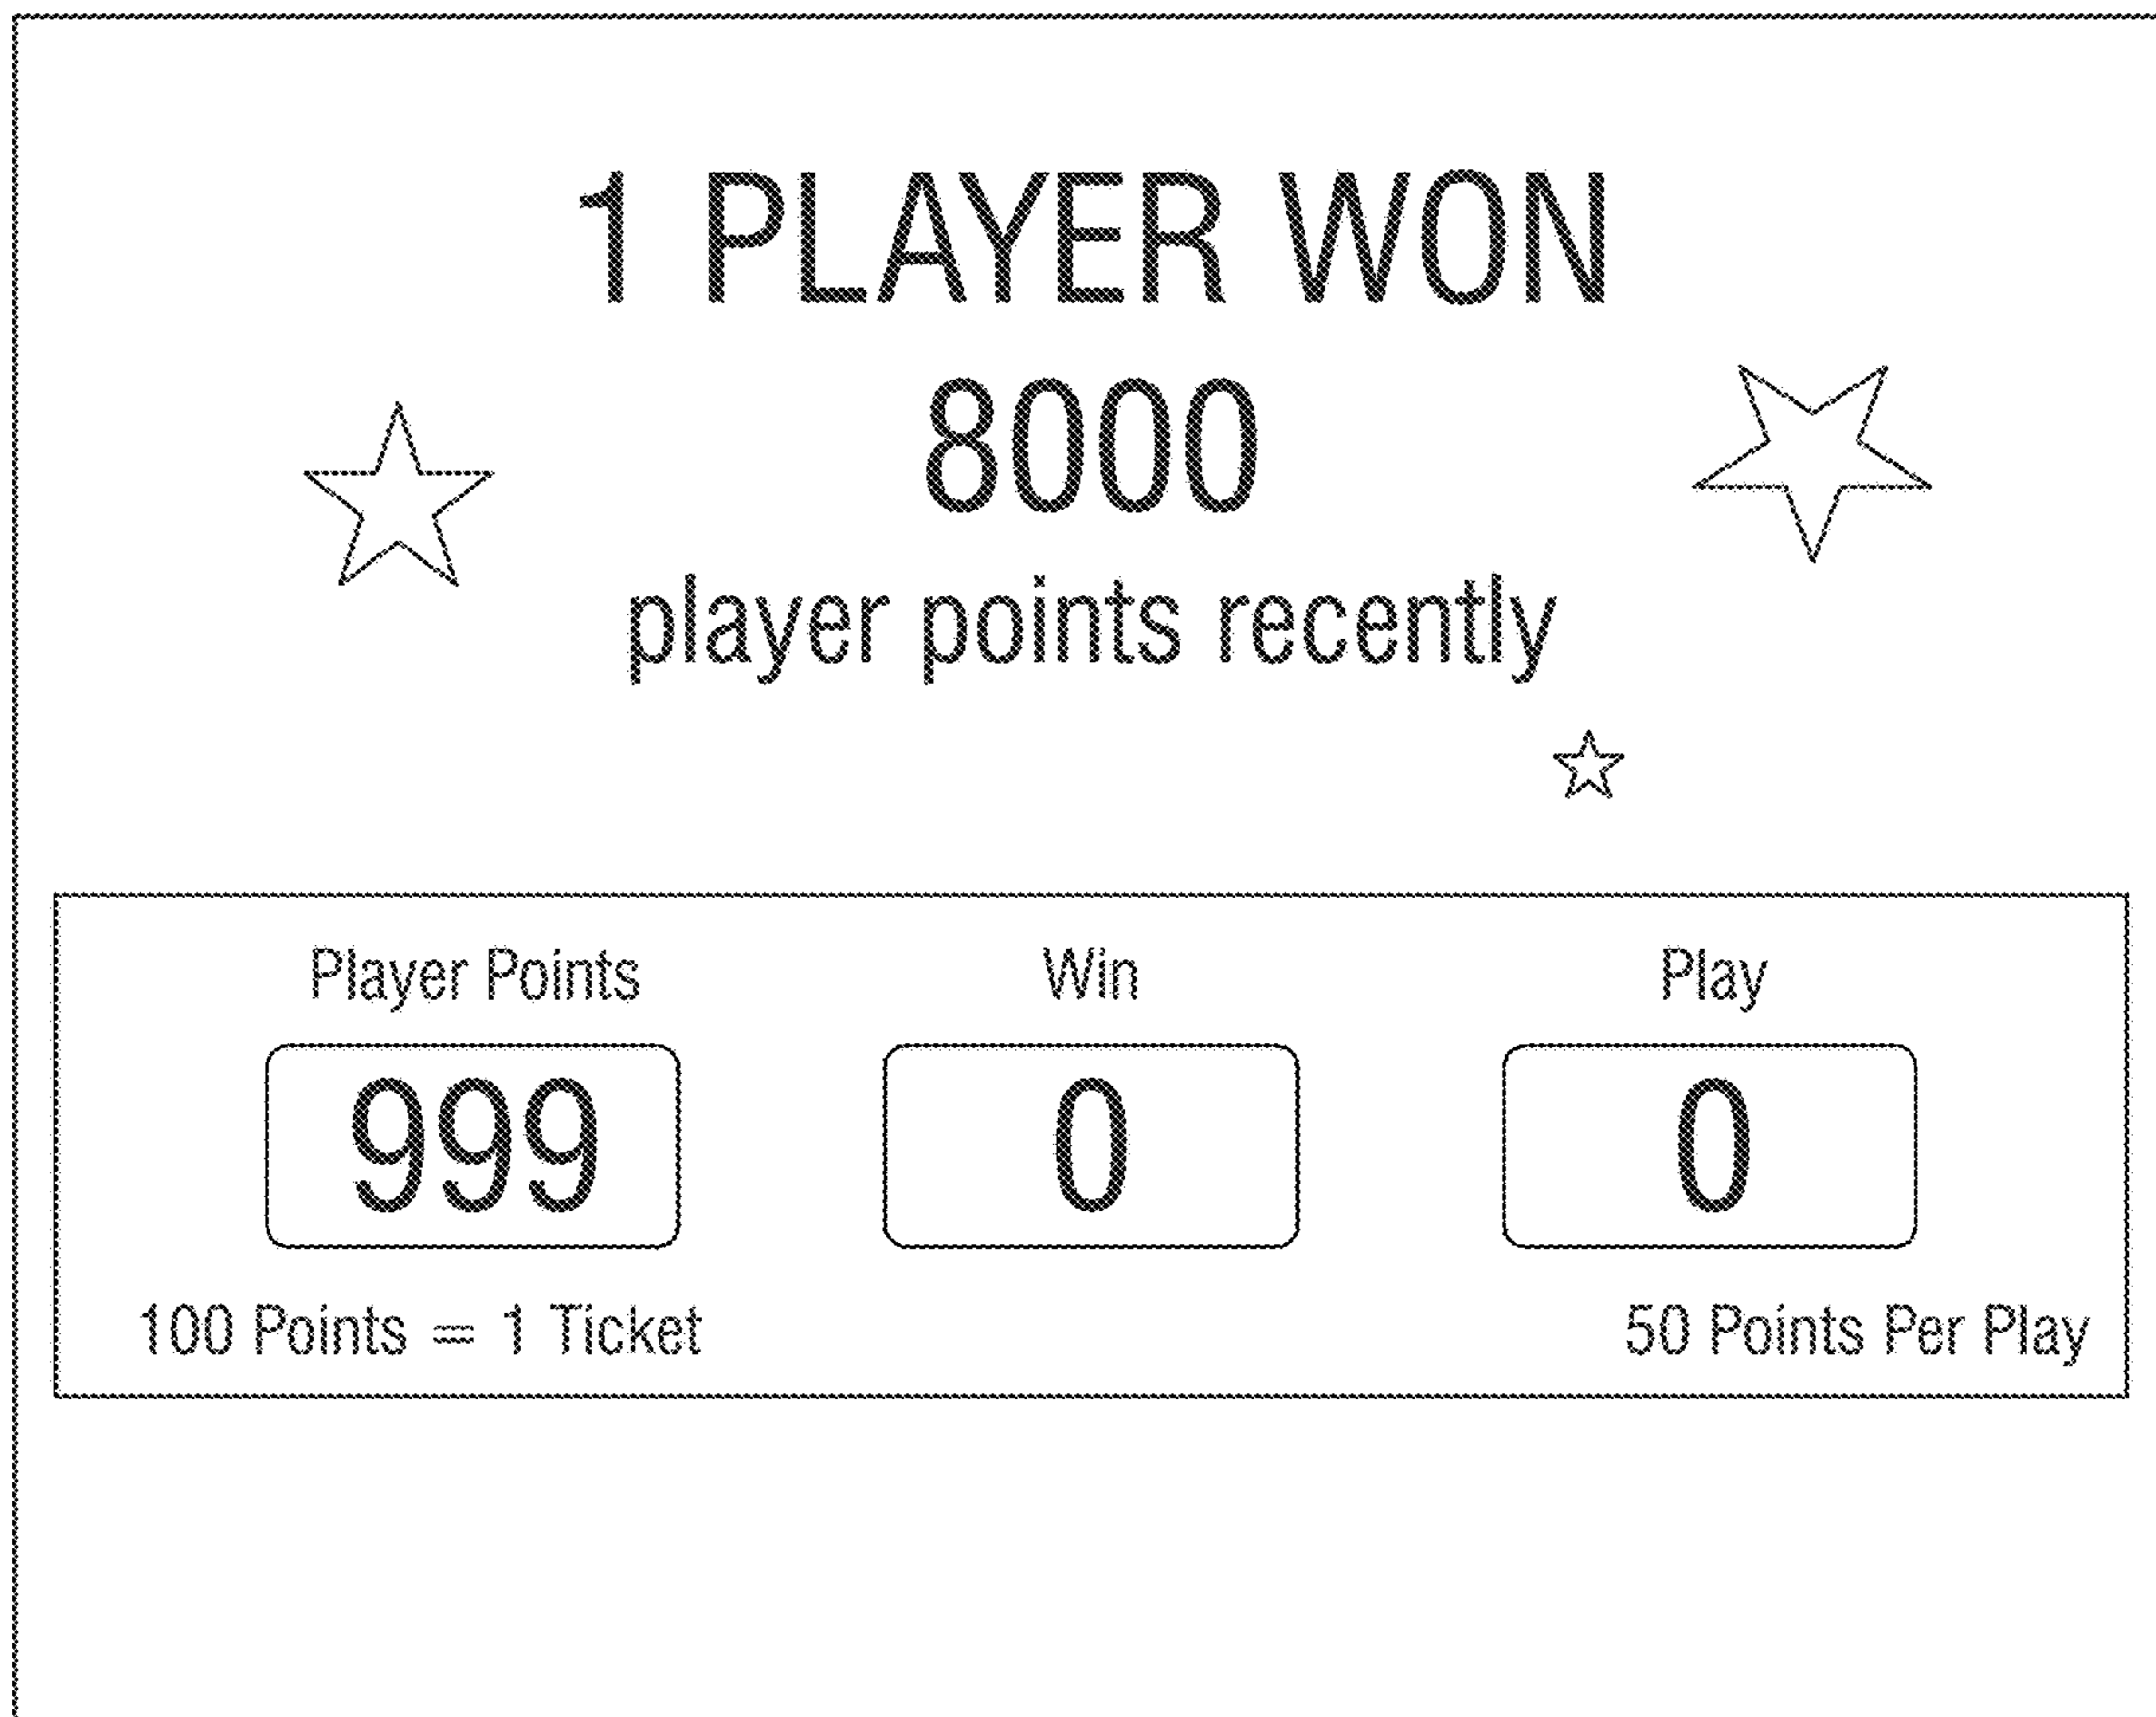 1 PLAYER WON
8000
player points recently
Player Points Win Play
999 0 0
100 Points = 1 Ticket 50 Points Per Play